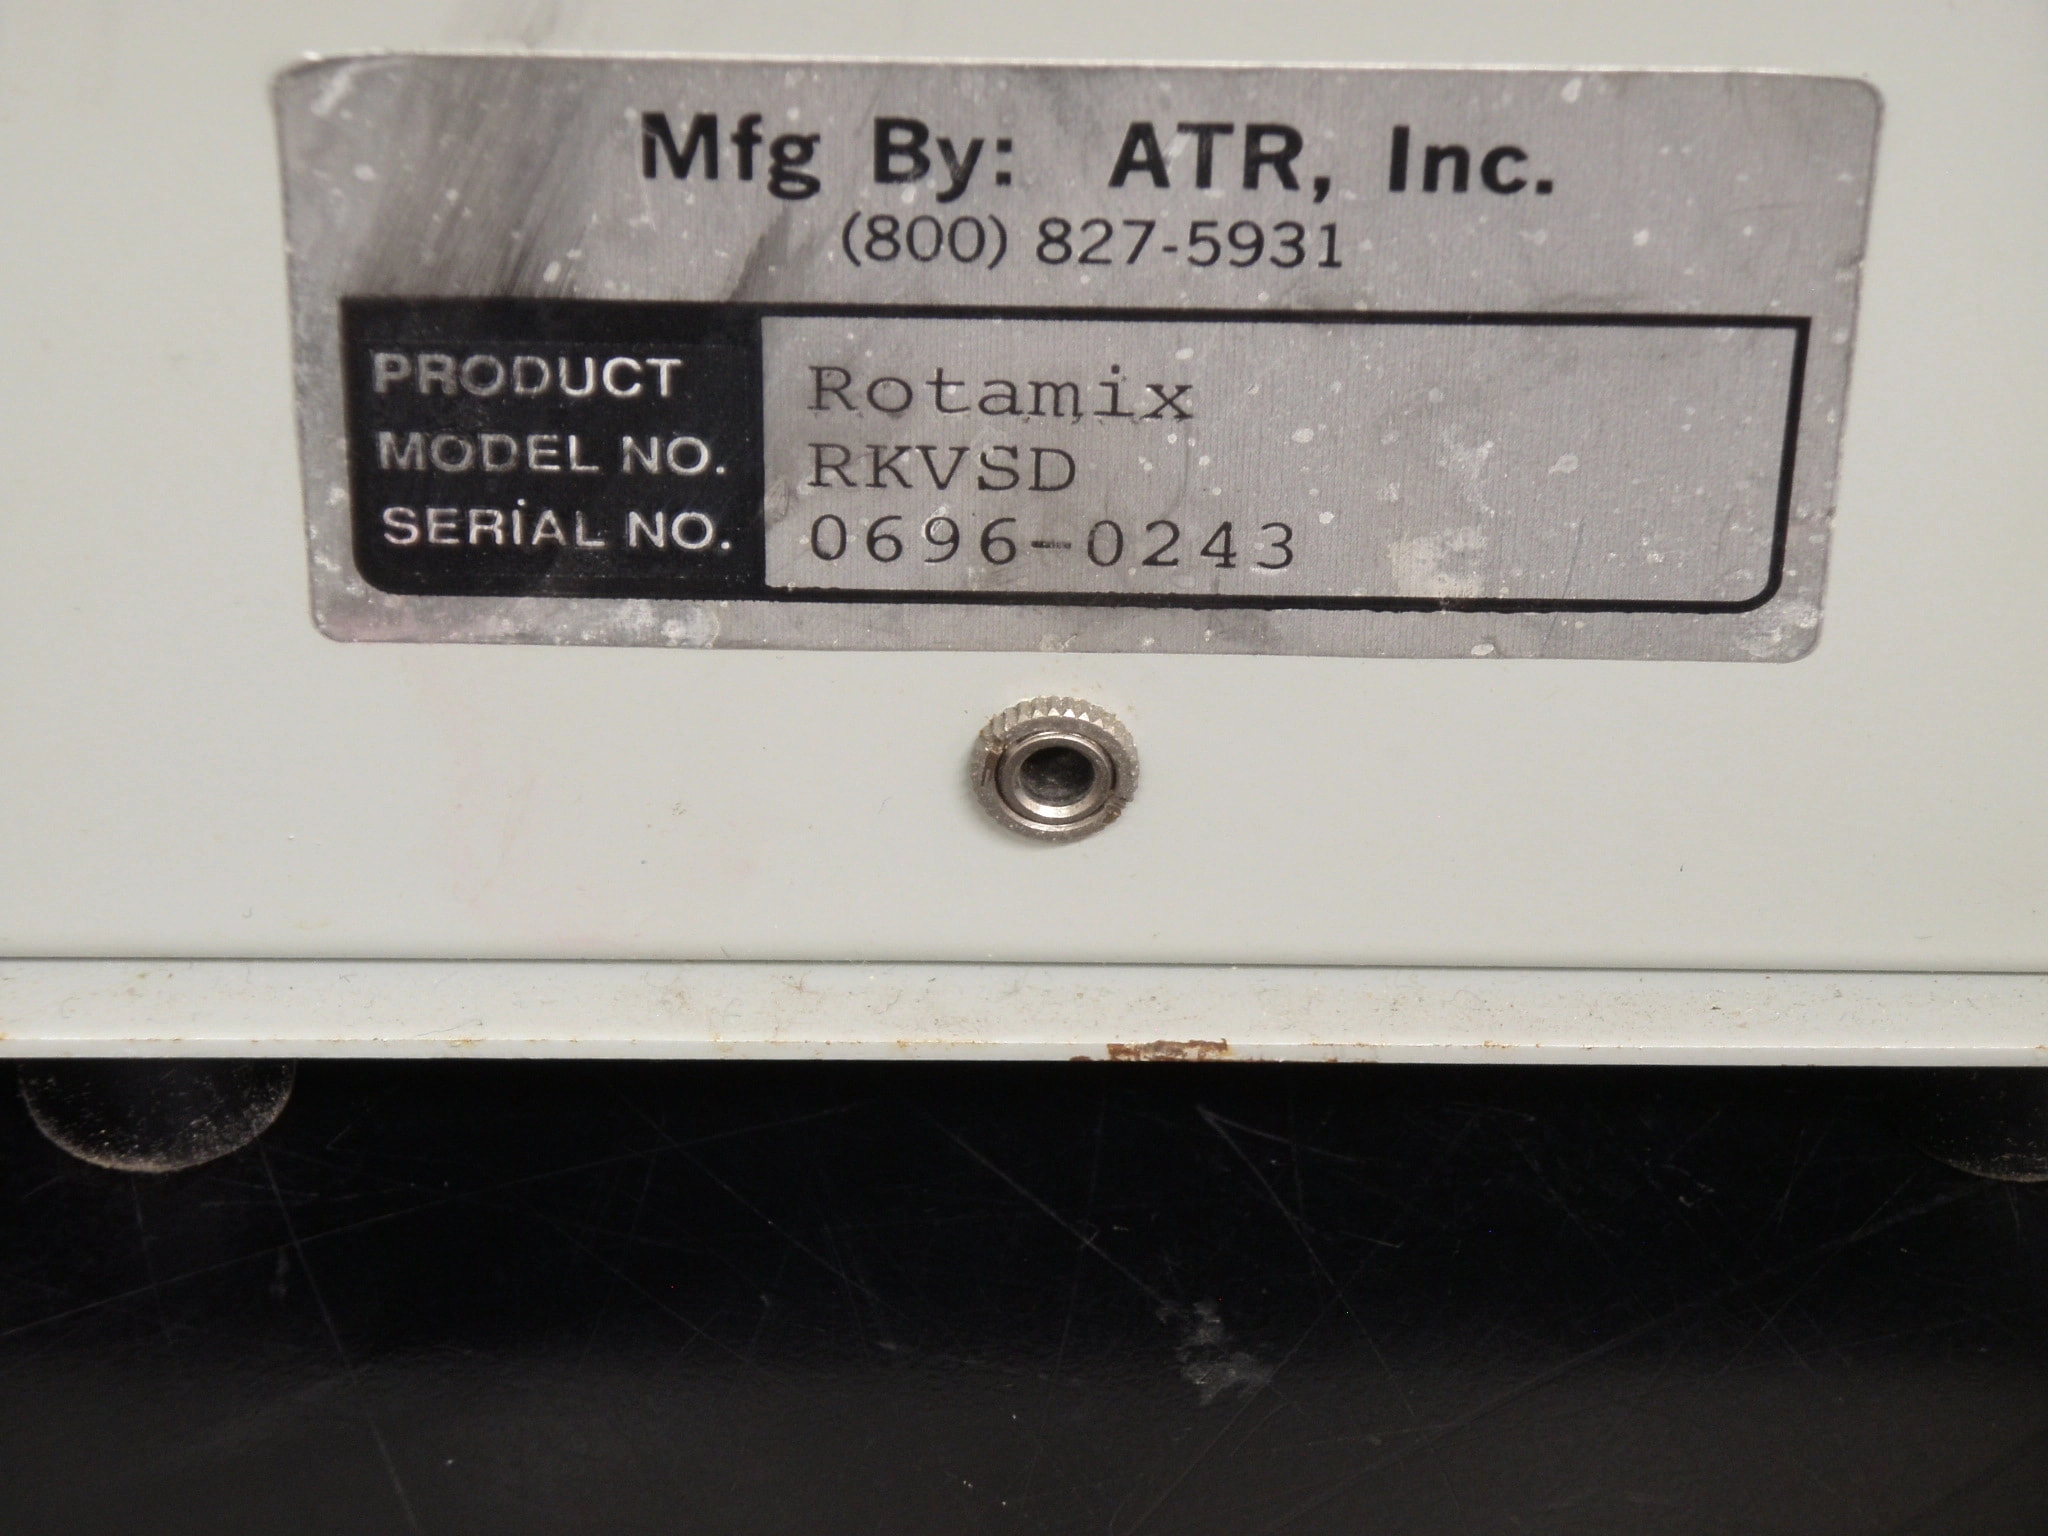 Mfg By: ATR, Inc.
(800) 827-5931
PRODUCT Rotamix
MODEL NO. RKVSD
SERIAL NO. 0696-0243